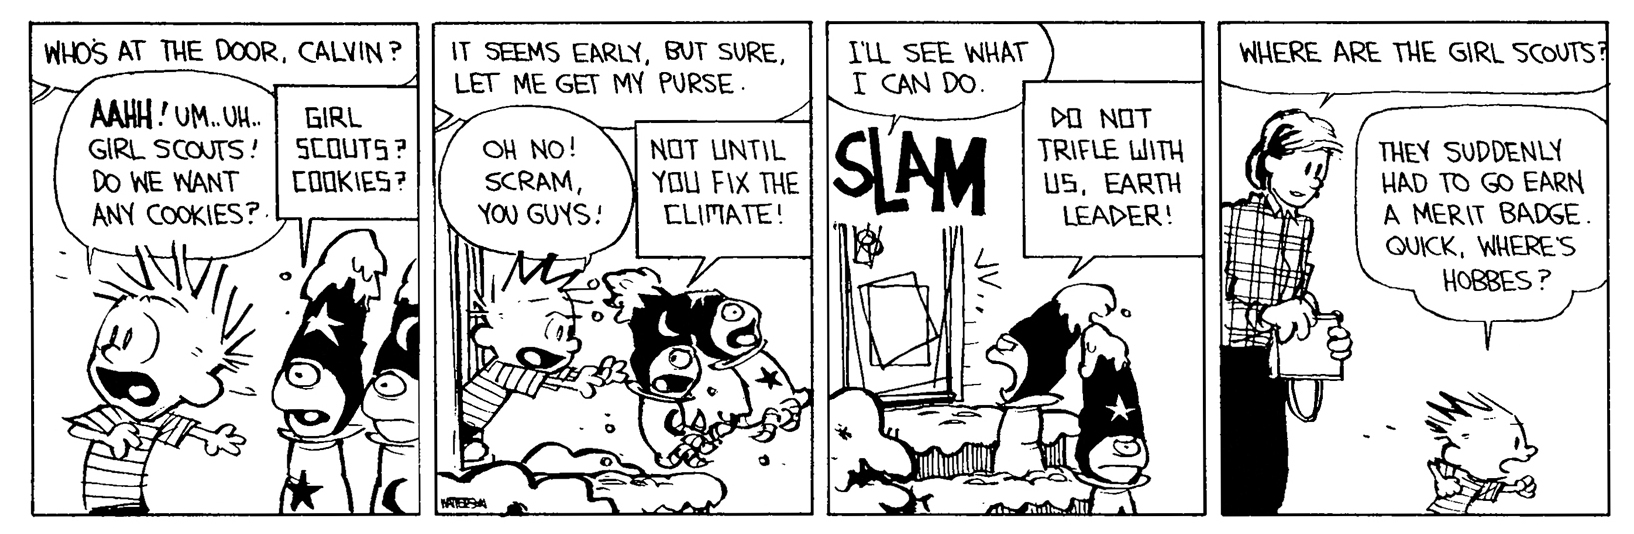 WHO'S AT THE DOOR, CALVIN?
AAHH! UM..UH..
GIRL SCOUTS!
DO WE WANT
ANY COOKIES?
GIRL
SCOUTS?
COOKIES?
IT SEEMS EARLY, BUT SURE,
LET ME GET MY PURSE.
OH NO!
SCRAM,
YOU GUYS!
NOT UNTIL
YOU FIX THE
CLIMATE!
WATTERSON
I'LL SEE WHAT
I CAN DO.
SLAM
DO NOT
TRIFLE WITH
US, EARTH
LEADER!
WHERE ARE THE GIRL SCOUTS?
THEY SUDDENLY
HAD TO GO EARN
A MERIT BADGE.
QUICK, WHERE'S
HOBBES?